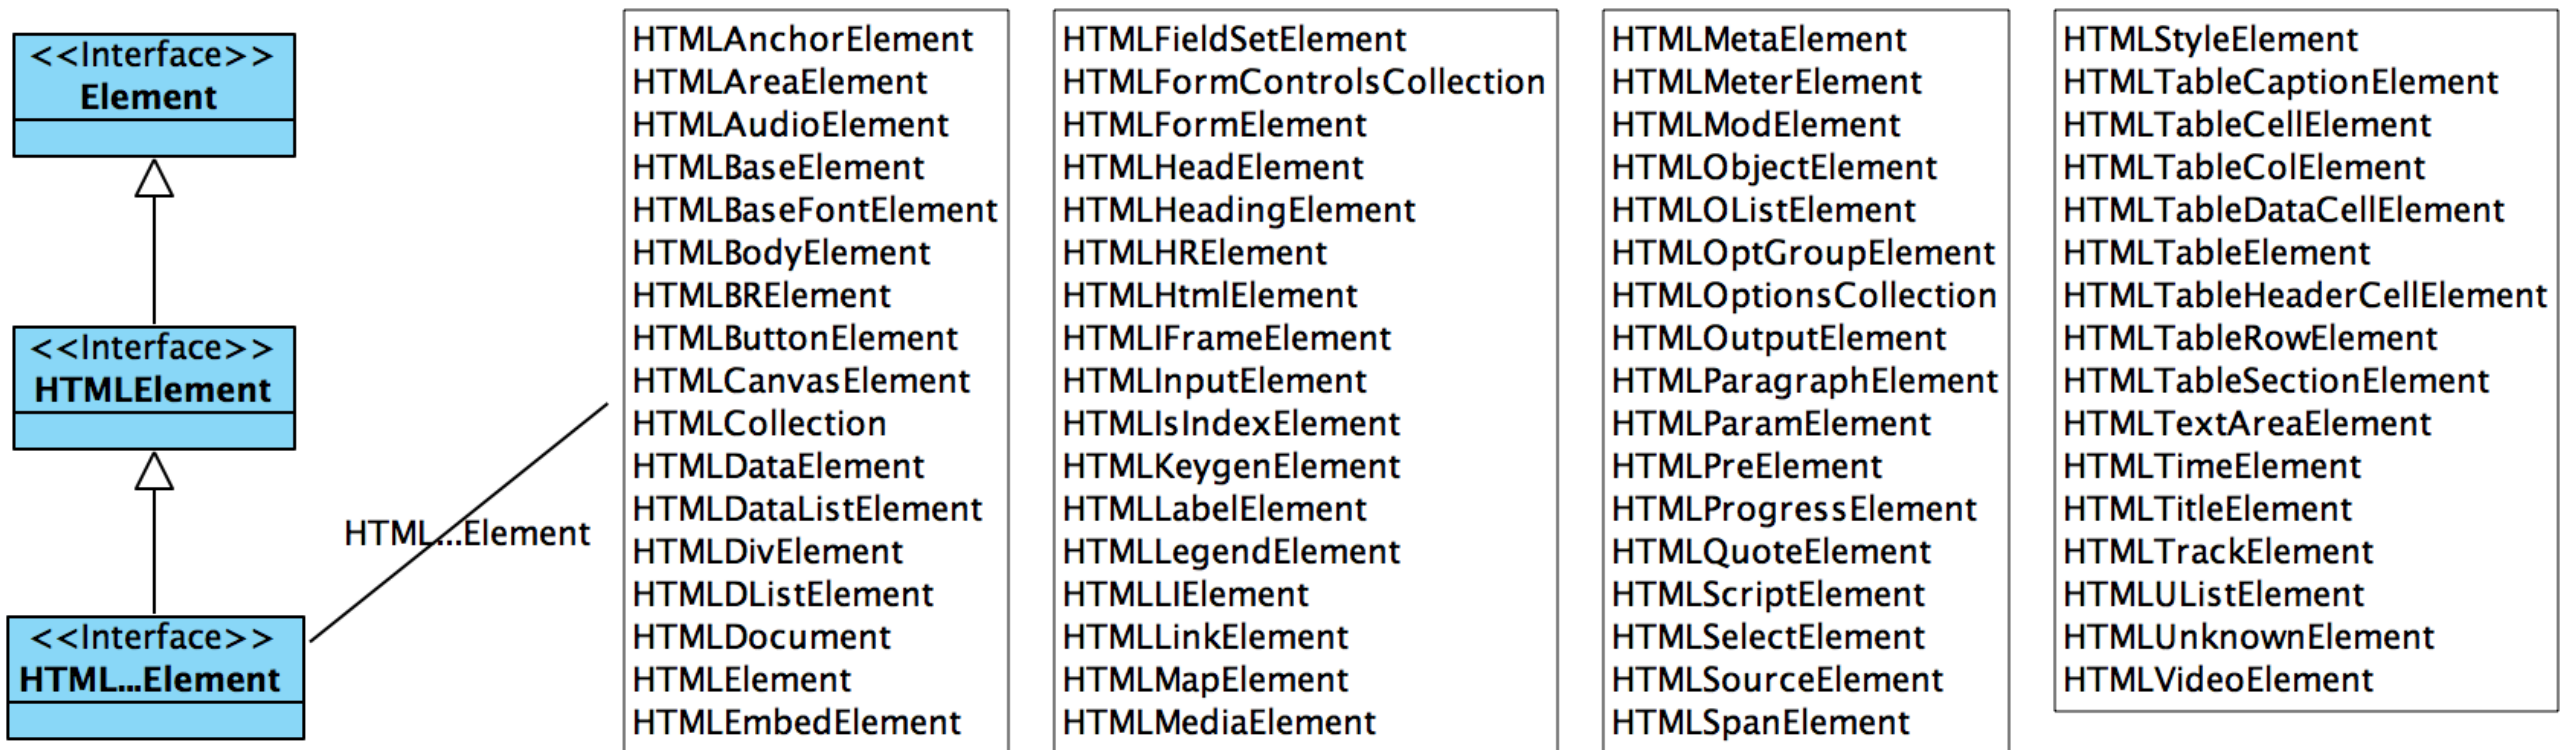 <<Interface>>
Element
<<Interface>>
HTMLElement
<<Interface>>
HTML...Element
HTML...Element
HTMLAnchorElement
HTMLAreaElement
HTMLAudioElement
HTMLBaseElement
HTMLBaseFontElement
HTMLBodyElement
HTMLBRElement
HTMLButtonElement
HTMLCanvasElement
HTMLCollection
HTMLDataElement
HTMLDataListElement
HTMLDivElement
HTMLDListElement
HTMLDocument
HTMLElement
HTMLEmbedElement
HTMLFieldSetElement
HTMLFormControlsCollection
HTMLFormElement
HTMLHeadElement
HTMLHeadingElement
HTMLHRElement
HTMLHtmlElement
HTMLIFrameElement
HTMLInputElement
HTMLIsIndexElement
HTMLKeygenElement
HTMLLabelElement
HTMLLegendElement
HTMLLIElement
HTMLLinkElement
HTMLMapElement
HTMLMediaElement
HTMLMetaElement
HTMLMeterElement
HTMLModElement
HTMLObjectElement
HTMLOListElement
HTMLOptGroupElement
HTMLOptionsCollection
HTMLOutputElement
HTMLParagraphElement
HTMLParamElement
HTMLPreElement
HTMLProgressElement
HTMLQuoteElement
HTMLScriptElement
HTMLSelectElement
HTMLSourceElement
HTMLSpanElement
HTMLStyleElement
HTMLTableCaptionElement
HTMLTableCellElement
HTMLTableColElement
HTMLTableDataCellElement
HTMLTableElement
HTMLTableHeaderCellElement
HTMLTableRowElement
HTMLTableSectionElement
HTMLTextAreaElement
HTMLTimeElement
HTMLTitleElement
HTMLTrackElement
HTMLUListElement
HTMLUnknownElement
HTMLVideoElement